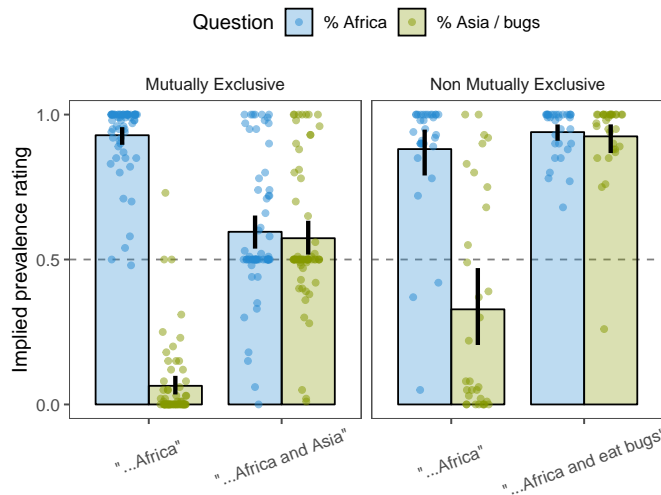 Question % Africa % Asia / bugs
Mutually Exclusive Non Mutually Exclusive
Implied prevalence rating
1.0
0.5
0.0
"...Africa" "...Africa and Asia" "...Africa" "...Africa and eat bugs"